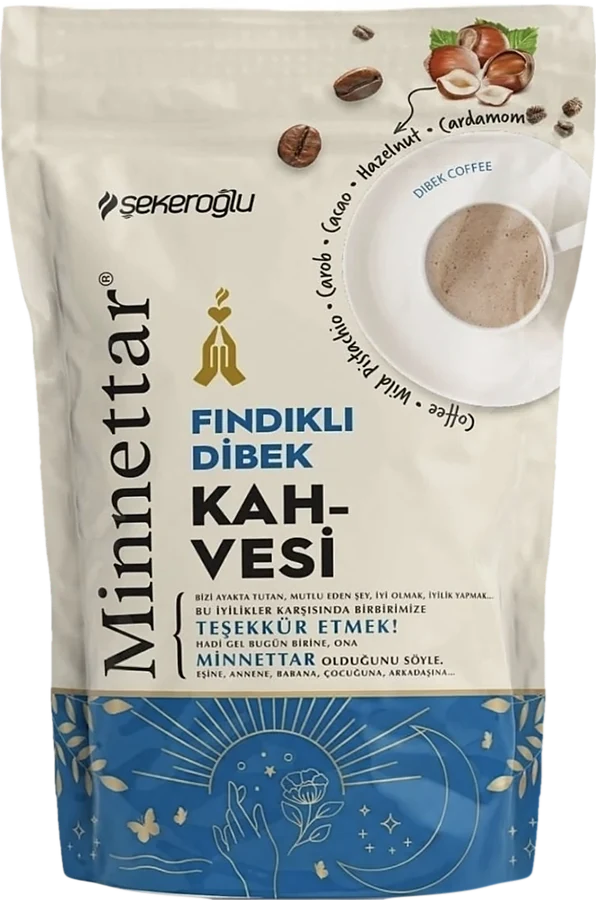 şekeroğlu
Minnettar®
Coffee • Wild Pistachio • Carob • Cacao • Hazelnut • Cardamom
DIBEK COFFEE
FINDIKLI
DİBEK
KAH-
VESİ
BİZİ AYAKTA TUTAN, MUTLU EDEN ŞEY, İYİ OLMAK, İYİLİK YAPMAK...
BU İYİLİKLER KARŞISINDA BİRBİRİMİZE
TEŞEKKÜR ETMEK!
HADİ GEL BUGÜN BİRİNE, ONA
MİNNETTAR OLDUĞUNU SÖYLE.
EŞİNE, ANNENE, BABANA, ÇOCUĞUNA, ARKADAŞINA...